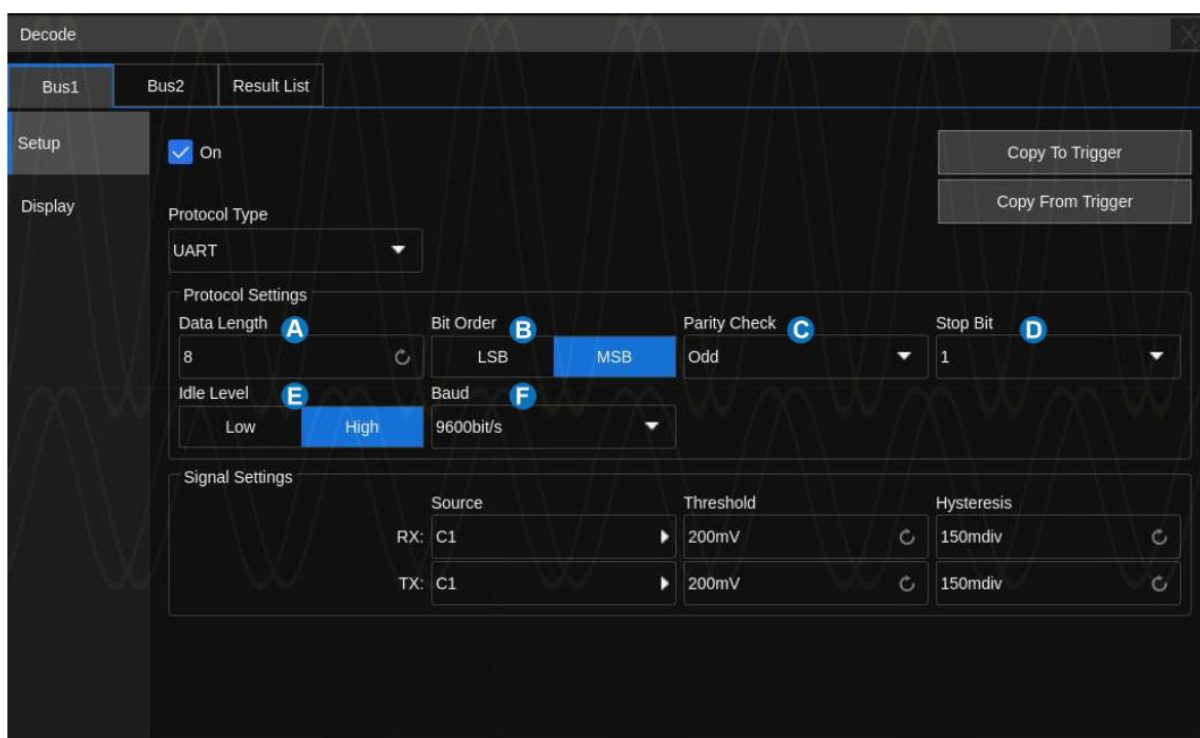 Decode X
Bus1 Bus2 Result List
Setup
On
Copy To Trigger
Display
Copy From Trigger
Protocol Type
UART
Protocol Settings
Data Length A Bit Order B Parity Check C Stop Bit D
8 LSB MSB Odd 1
Idle Level E Baud F
Low High 9600bit/s
Signal Settings
Source Threshold Hysteresis
RX: C1 200mV 150mdiv
TX: C1 200mV 150mdiv